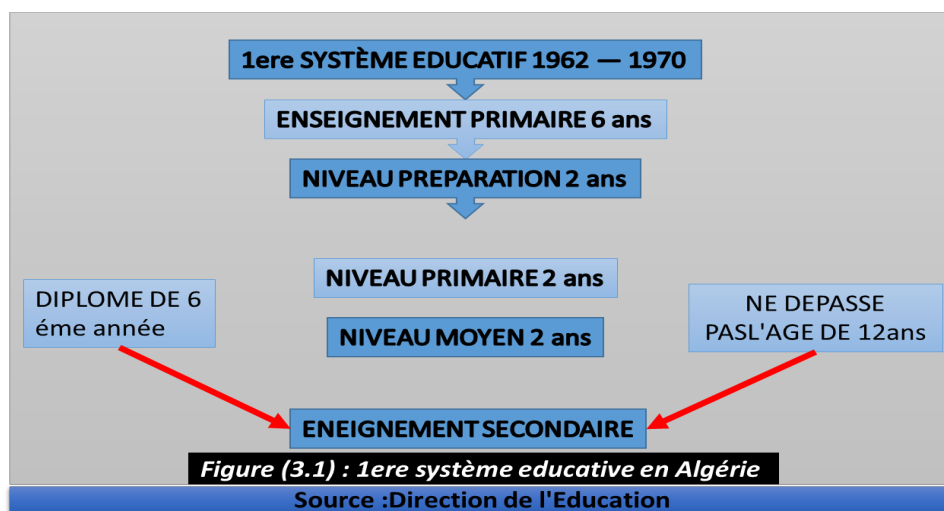 1ere SYSTÈME EDUCATIF 1962 — 1970
ENSEIGNEMENT PRIMAIRE 6 ans
NIVEAU PREPARATION 2 ans
NIVEAU PRIMAIRE 2 ans
DIPLOME DE 6
éme année
NE DEPASSE
PASL'AGE DE 12ans
NIVEAU MOYEN 2 ans
ENEIGNEMENT SECONDAIRE
Figure (3.1) : 1ere système educative en Algérie
Source :Direction de l'Education